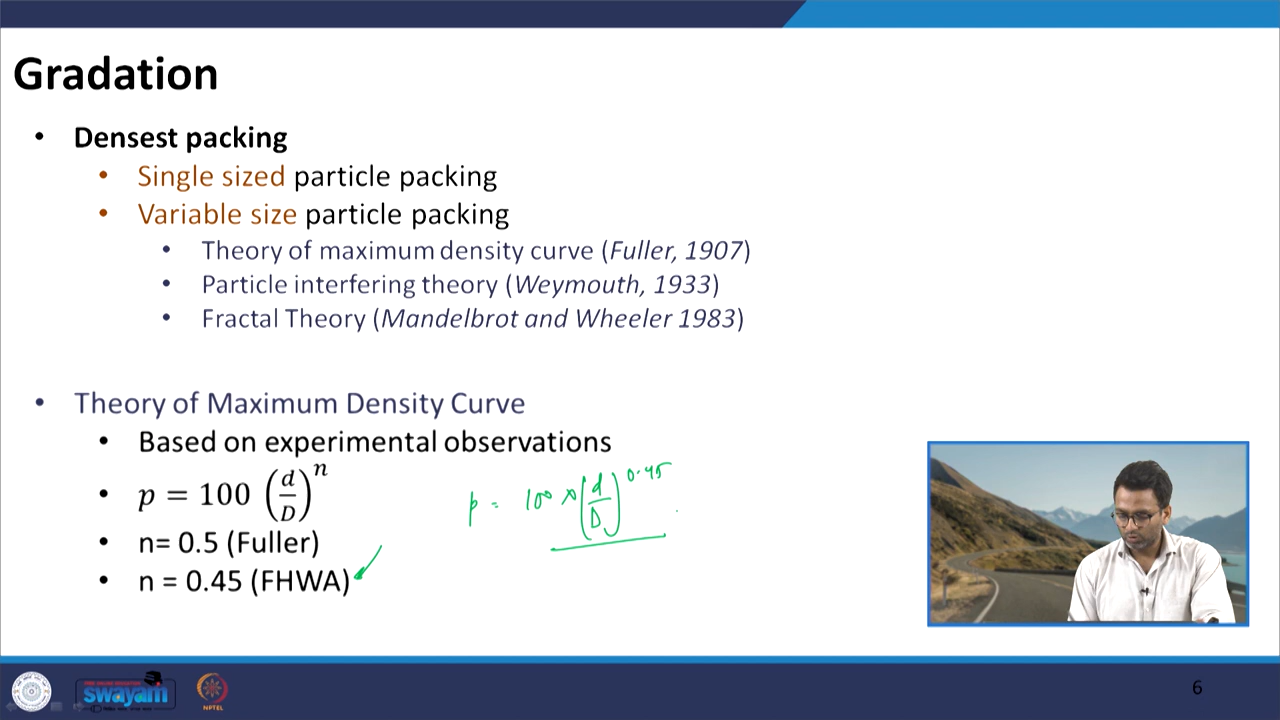 Gradation
• Densest packing
• Single sized particle packing
• Variable size particle packing
• Theory of maximum density curve (Fuller, 1907)
• Particle interfering theory (Weymouth, 1933)
• Fractal Theory (Mandelbrot and Wheeler 1983)
• Theory of Maximum Density Curve
• Based on experimental observations
• p = 100 (d/D)^n
p = 100 × (d/D)^0.45
• n= 0.5 (Fuller)
• n = 0.45 (FHWA)
swayam
NPTEL
6